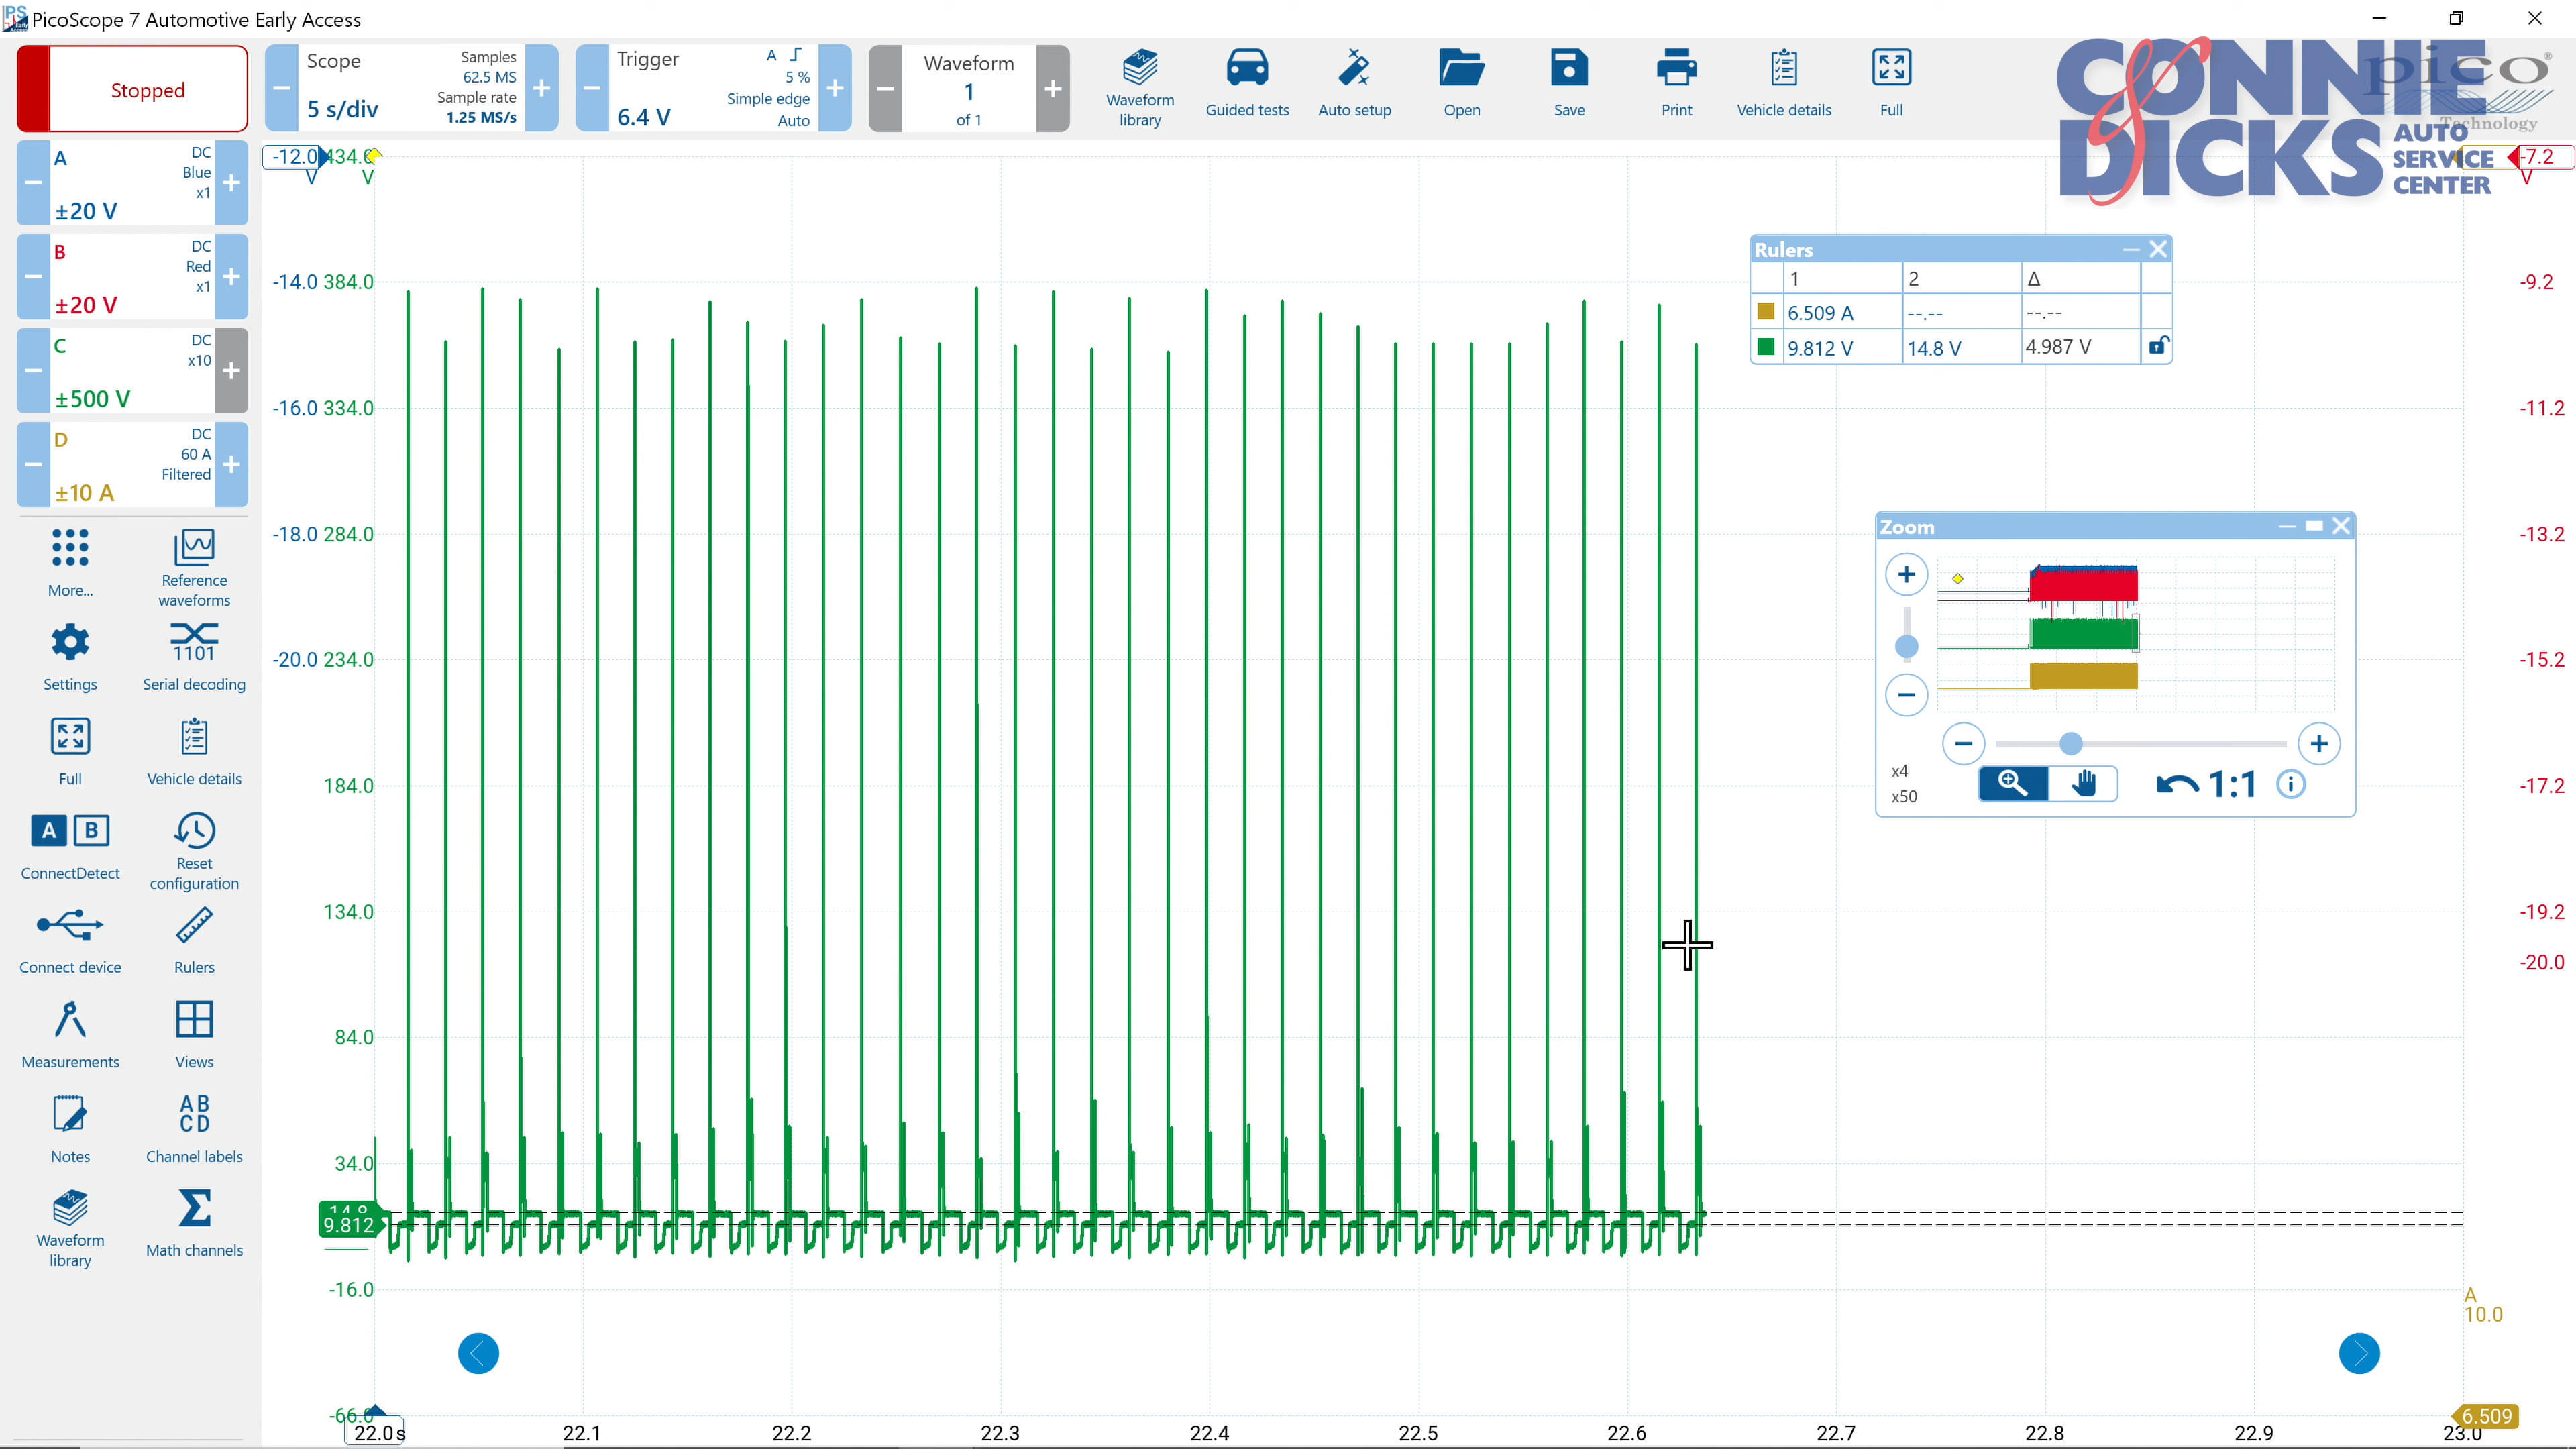 PicoScope 7 Automotive Early Access
Stopped
Scope
5 s/div
Samples
62.5 MS
Sample rate
1.25 MS/s
Trigger
6.4 V
A
5 %
Simple edge
Auto
Waveform
1
of 1
Waveform
library
Guided tests
Auto setup
Open
Save
Print
Vehicle details
Full
CONNIE
&
DICKS
AUTO
SERVICE
CENTER
pico
Technology
A
DC
Blue
x1
±20 V
B
DC
Red
x1
±20 V
C
DC
x10
±500 V
D
DC
60 A
Filtered
±10 A
More...
Reference
waveforms
Settings
1101
Serial decoding
Full
Vehicle details
A B
ConnectDetect
Reset
configuration
Connect device
Rulers
Measurements
Views
Notes
AB
CD
Channel labels
Waveform
library
Math channels
-12.0
V
-14.0
-16.0
-18.0
-20.0
434.0
V
384.0
334.0
284.0
234.0
184.0
134.0
84.0
34.0
14.8
9.812
-16.0
-66.0
22.0s
22.1
22.2
22.3
22.4
22.5
22.6
22.7
22.8
22.9
23.0
-7.2
V
-9.2
-11.2
-13.2
-15.2
-17.2
-19.2
-20.0
A
10.0
6.509
Rulers
1 2 Δ
6.509 A --.-- --.--
9.812 V 14.8 V 4.987 V
Zoom
x4
x50
1:1